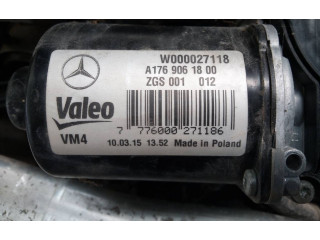 W000027118
A176 906 18 00
ZGS 001 012
Valeo
VM4
7 776000 271186
10.03.15 13.52 Made in Poland